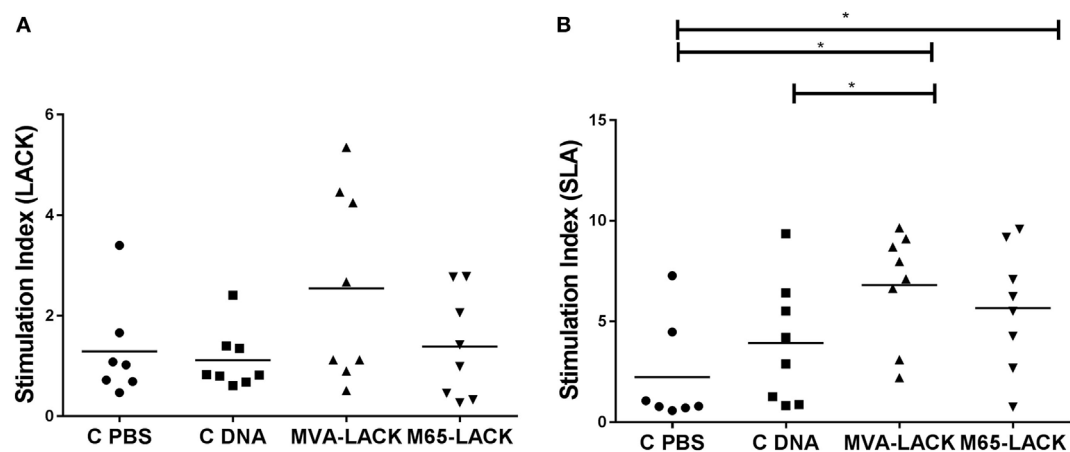 A
Stimulation Index (LACK)
6
4
2
0
C PBS C DNA MVA-LACK M65-LACK
B
*
*
*
Stimulation Index (SLA)
15
10
5
0
C PBS C DNA MVA-LACK M65-LACK